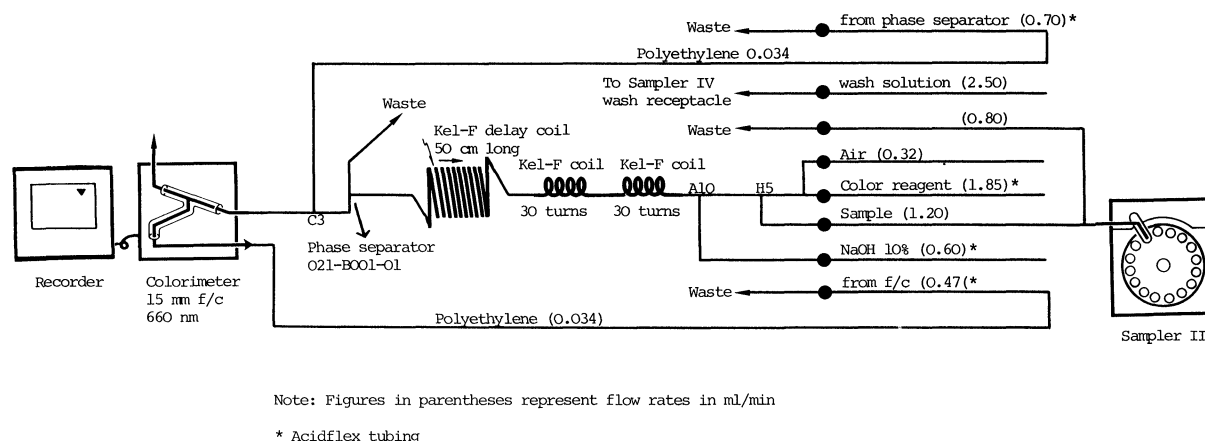 from phase separator (0.70)*
Waste
Polyethylene 0.034
To Sampler IV
wash receptacle
wash solution (2.50)
Waste
(0.80)
Waste
Kel-F delay coil
50 cm long
Kel-F coil
Kel-F coil
Air (0.32)
A10
H5
Color reagent (1.85)*
30 turns
30 turns
Sample (1.20)
C3
Phase separator
021-B001-01
NaOH 10% (0.60)*
Recorder
Colorimeter
15 mm f/c
660 nm
Waste
from f/c (0.47(*
Polyethylene (0.034)
Sampler II
Note: Figures in parentheses represent flow rates in ml/min
* Acidflex tubing